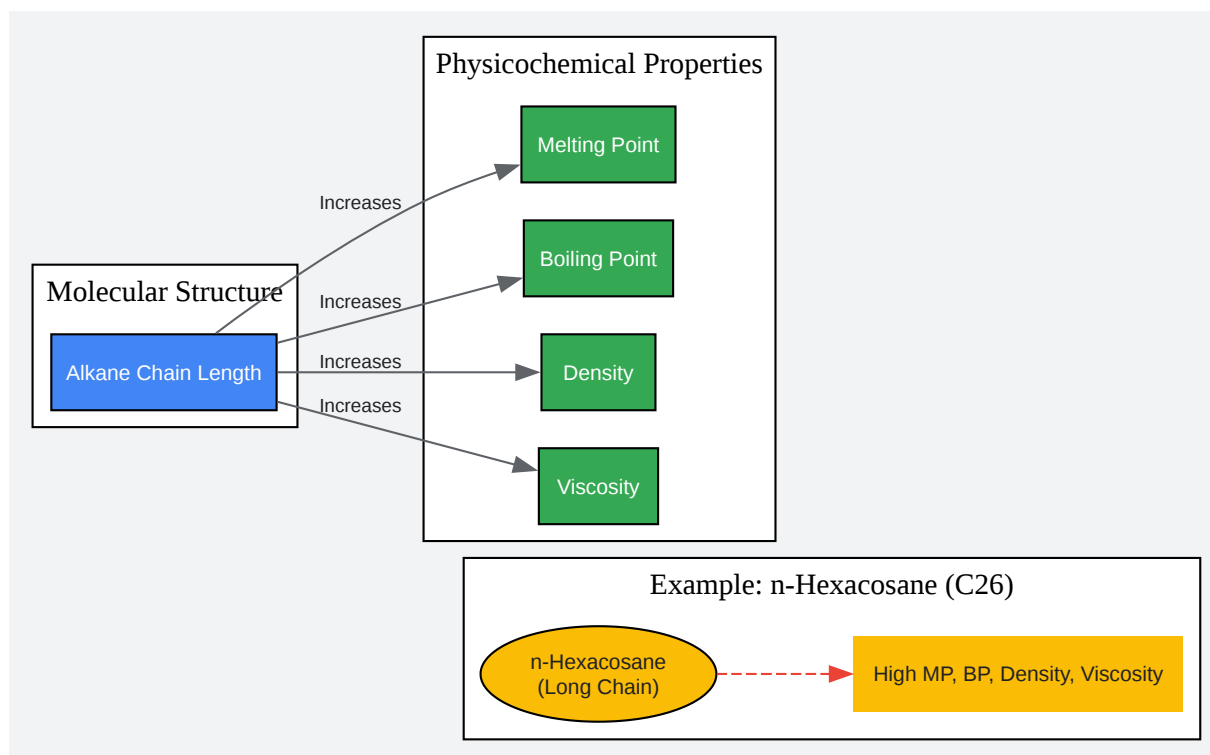 Physicochemical Properties
Melting Point
Increases
Boiling Point
Molecular Structure
Increases
Alkane Chain Length
Increases
Density
Increases
Viscosity
Example: n-Hexacosane (C26)
n-Hexacosane
(Long Chain)
High MP, BP, Density, Viscosity